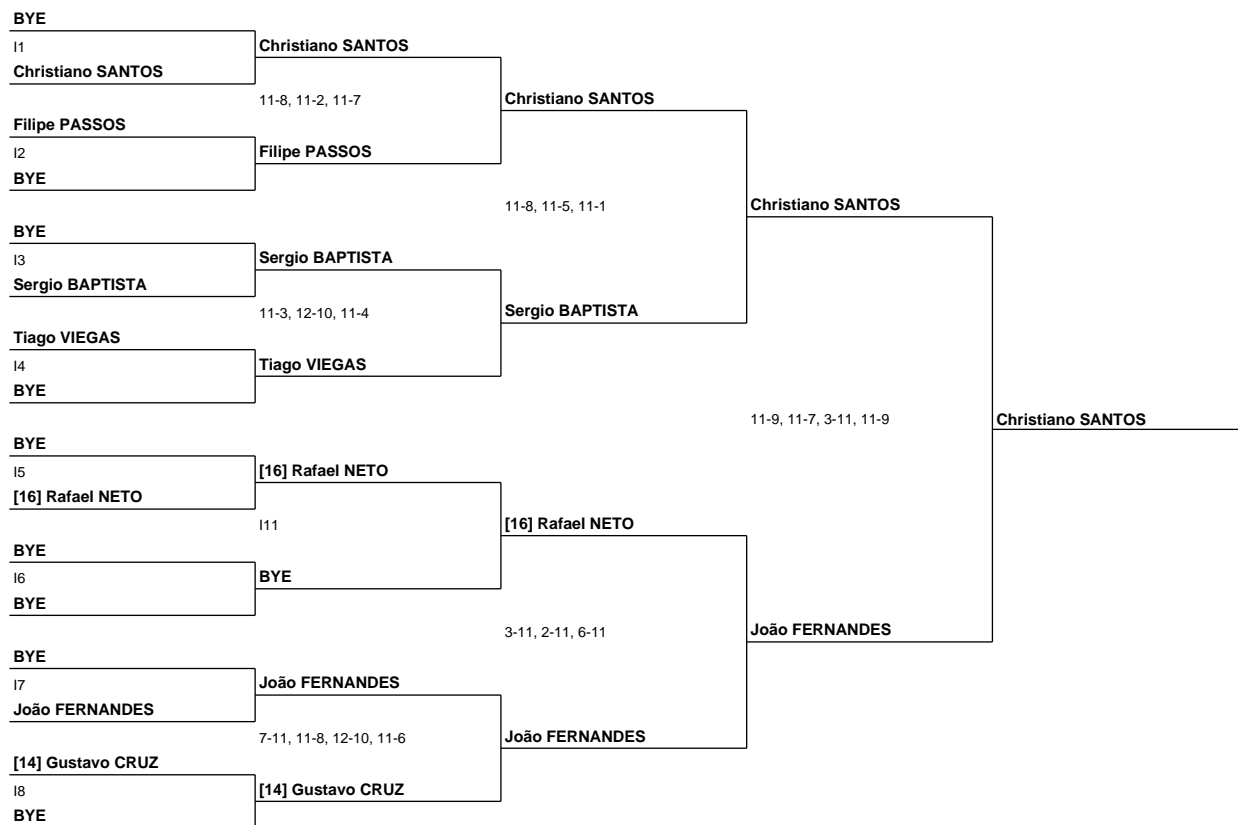 BYE
I1
Christiano SANTOS
Christiano SANTOS
11-8, 11-2, 11-7
Christiano SANTOS
Filipe PASSOS
I2
Filipe PASSOS
BYE
11-8, 11-5, 11-1
Christiano SANTOS
BYE
I3
Sergio BAPTISTA
Sergio BAPTISTA
11-3, 12-10, 11-4
Sergio BAPTISTA
Tiago VIEGAS
I4
Tiago VIEGAS
BYE
11-9, 11-7, 3-11, 11-9
Christiano SANTOS
BYE
I5
[16] Rafael NETO
[16] Rafael NETO
I11
[16] Rafael NETO
BYE
I6
BYE
BYE
3-11, 2-11, 6-11
João FERNANDES
BYE
I7
João FERNANDES
João FERNANDES
7-11, 11-8, 12-10, 11-6
João FERNANDES
[14] Gustavo CRUZ
I8
[14] Gustavo CRUZ
BYE